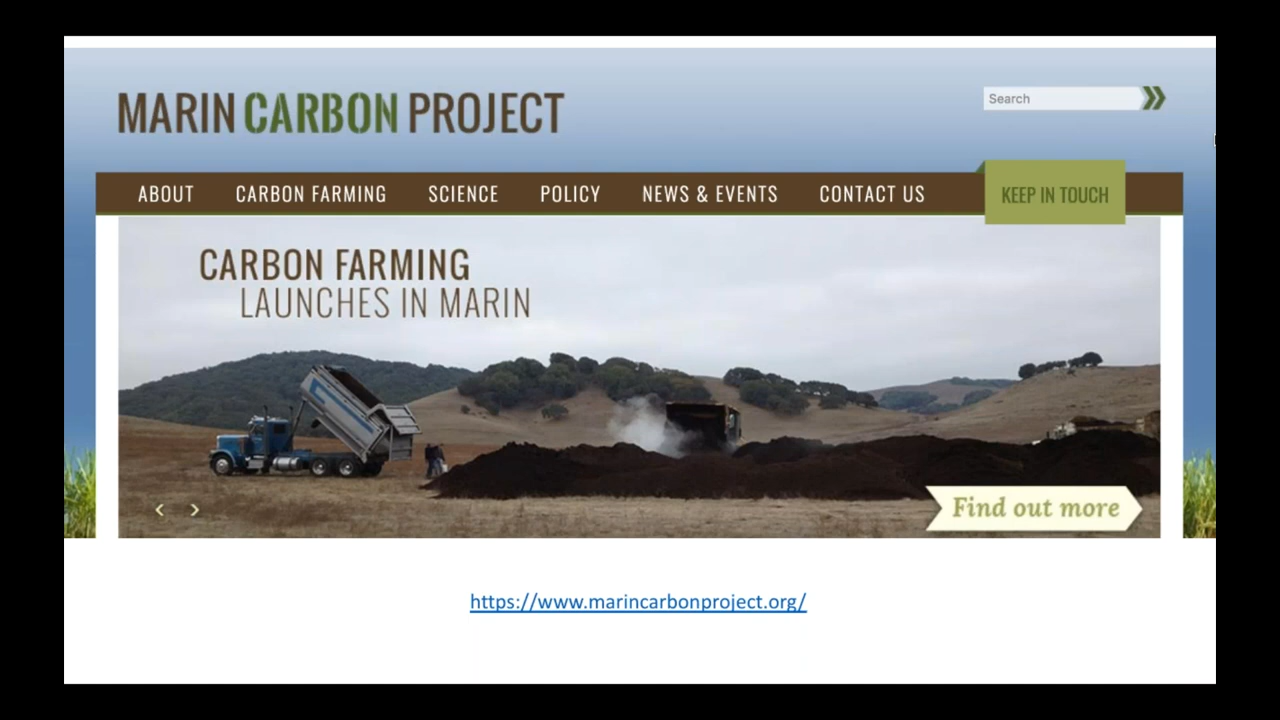 MARIN CARBON PROJECT
Search
ABOUT CARBON FARMING SCIENCE POLICY NEWS & EVENTS CONTACT US KEEP IN TOUCH
CARBON FARMING
LAUNCHES IN MARIN
Find out more
https://www.marincarbonproject.org/